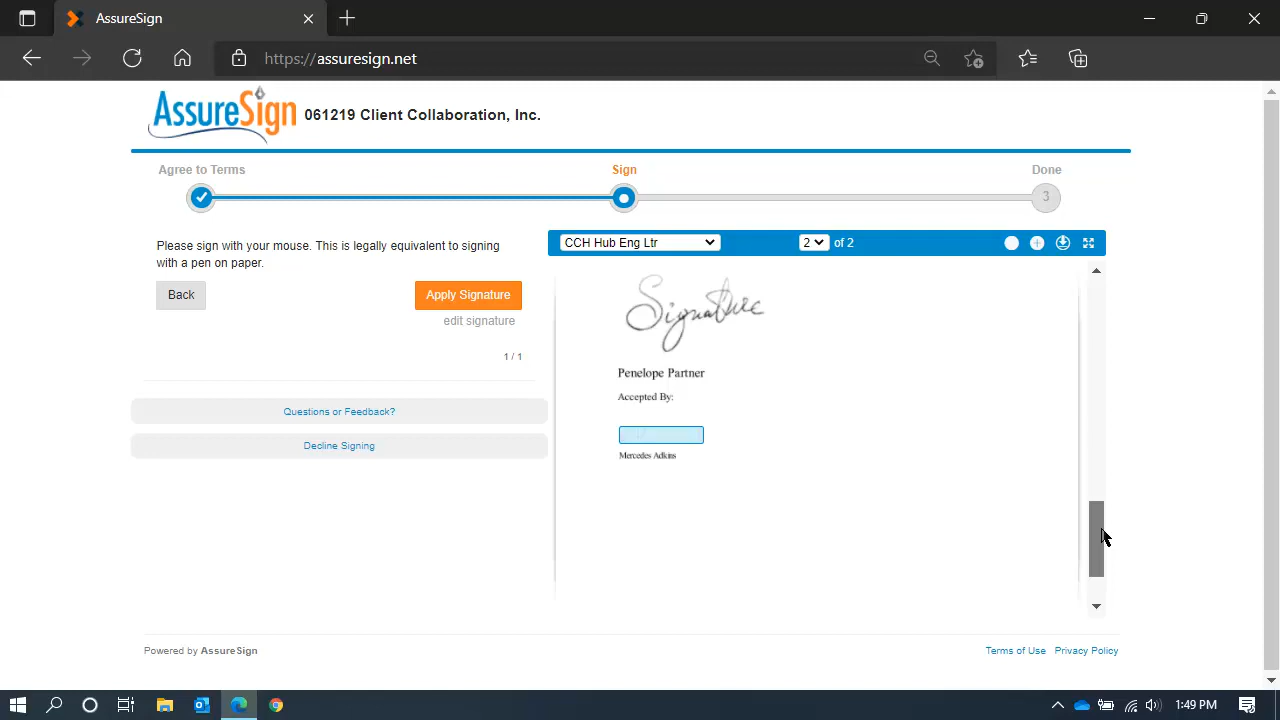 AssureSign
https://assuresign.net
AssureSign 061219 Client Collaboration, Inc.
Agree to Terms
Sign
Done
3
Please sign with your mouse. This is legally equivalent to signing
with a pen on paper.
Back
Apply Signature
edit signature
1 / 1
Questions or Feedback?
Decline Signing
CCH Hub Eng Ltr
2
of 2
Signature
Penelope Partner
Accepted By:
Mercedes Adkins
Powered by AssureSign
Terms of Use
Privacy Policy
1:49 PM